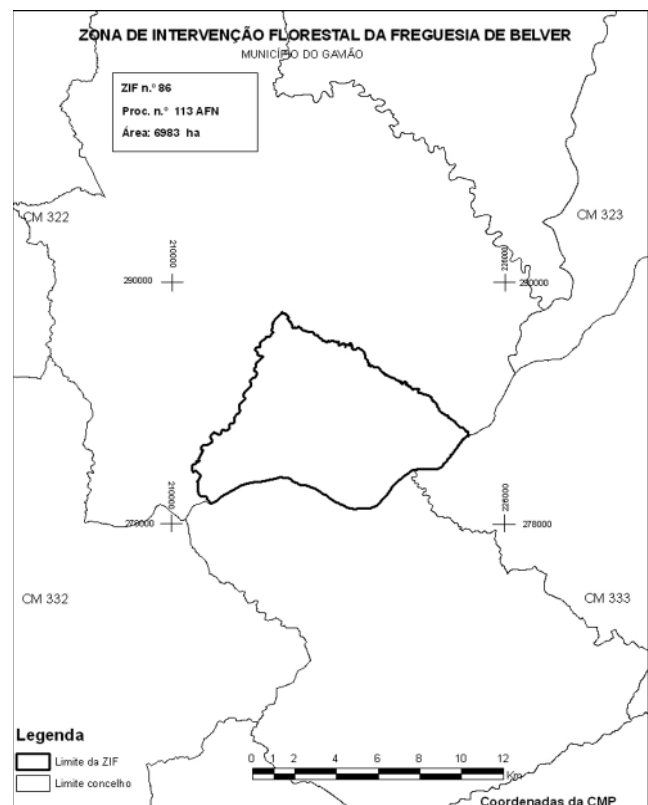 ZONA DE INTERVENÇÃO FLORESTAL DA FREGUESIA DE BELVER
MUNICÍPIO DO GAVIÃO
ZIF n.º 86
Proc. n.º 113 AFN
Área: 6983 ha
CM 322
CM 323
210000
226000
290000
290000
210000
226000
278000
278000
CM 332
CM 333
Legenda
Limite da ZIF
Limite concelho
0 1 2 4 6 8 10 12
Km
Coordenadas da CMP